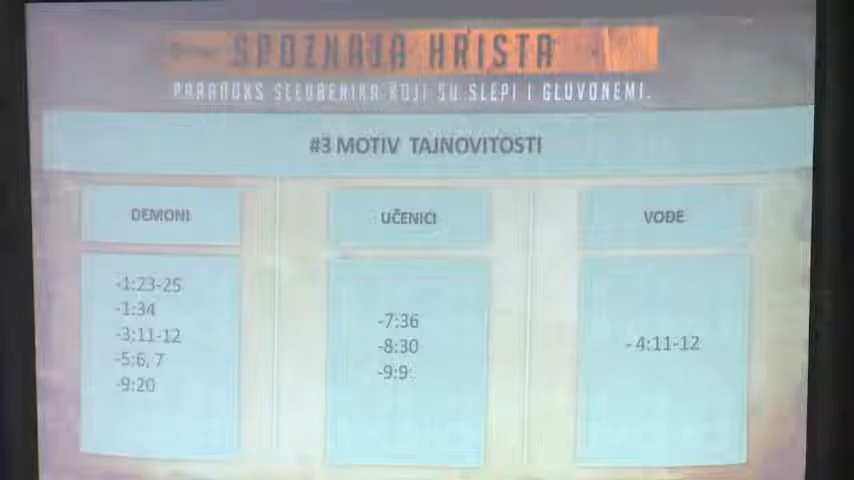 SPOZNAJA HRISTA
PARADOKS SLEUBENIKA KOJI SU SLEPI I GLUVONEMI.
#3 MOTIV TAJNOVITOSTI
DEMONI
-1:23-25
-1:34
-3:11-12
-5:6, 7
-9:20
UČENICI
-7:36
-8:30
-9:9
VOĐE
- 4:11-12